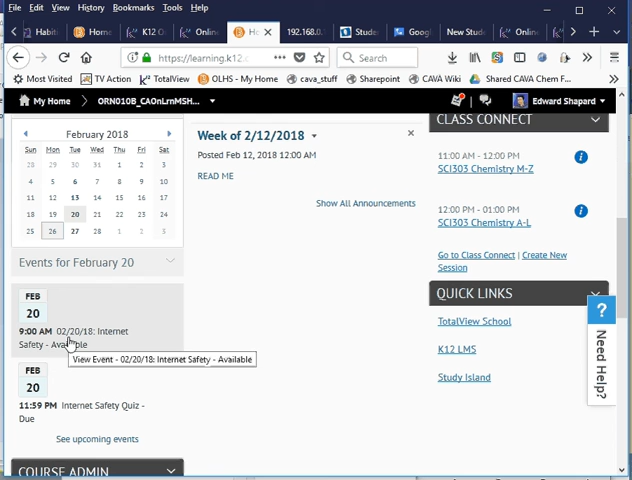 File Edit View History Bookmarks Tools Help
Habit Home K12 O Online H 192.168.0. Studen Googl New Stude Online Online H
https://learning.k12. Search
Most Visited TV Action TotalView OLHS - My Home cava_stuff Sharepoint CAVA Wiki Shared CAVA Chem F...
My Home ORN010B_CAOnLrnMSH... Edward Shapard
February 2018
Sun Mon Tue Wed Thu Fri Sat
28 29 30 31 1 2 3
4 5 6 7 8 9 10
11 12 13 14 15 16 17
18 19 20 21 22 23 24
25 26 27 28 1 2 3
Events for February 20
FEB
20
9:00 AM 02/20/18: Internet
Safety - Available
View Event - 02/20/18: Internet Safety - Available
FEB
20
11:59 PM Internet Safety Quiz -
Due
See upcoming events
COURSE ADMIN
Week of 2/12/2018
Posted Feb 12, 2018 12:00 AM
READ ME
Show All Announcements
CLASS CONNECT
11:00 AM - 12:00 PM
SCI303 Chemistry M-Z
12:00 PM - 01:00 PM
SCI303 Chemistry A-L
Go to Class Connect | Create New
Session
QUICK LINKS
TotalView School
K12 LMS
Study Island
? Need Help?